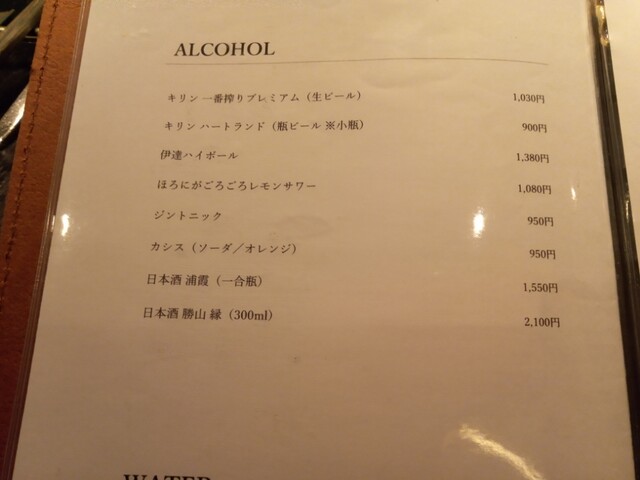 ALCOHOL
キリン 一番搾りプレミアム（生ビール） 1,030円
キリン ハートランド（瓶ビール ※小瓶） 900円
伊達ハイボール 1,380円
ほろにがごろごろレモンサワー 1,080円
ジントニック 950円
カシス（ソーダ／オレンジ） 950円
日本酒 浦霞（一合瓶） 1,550円
日本酒 勝山 縁（300ml） 2,100円
WATER